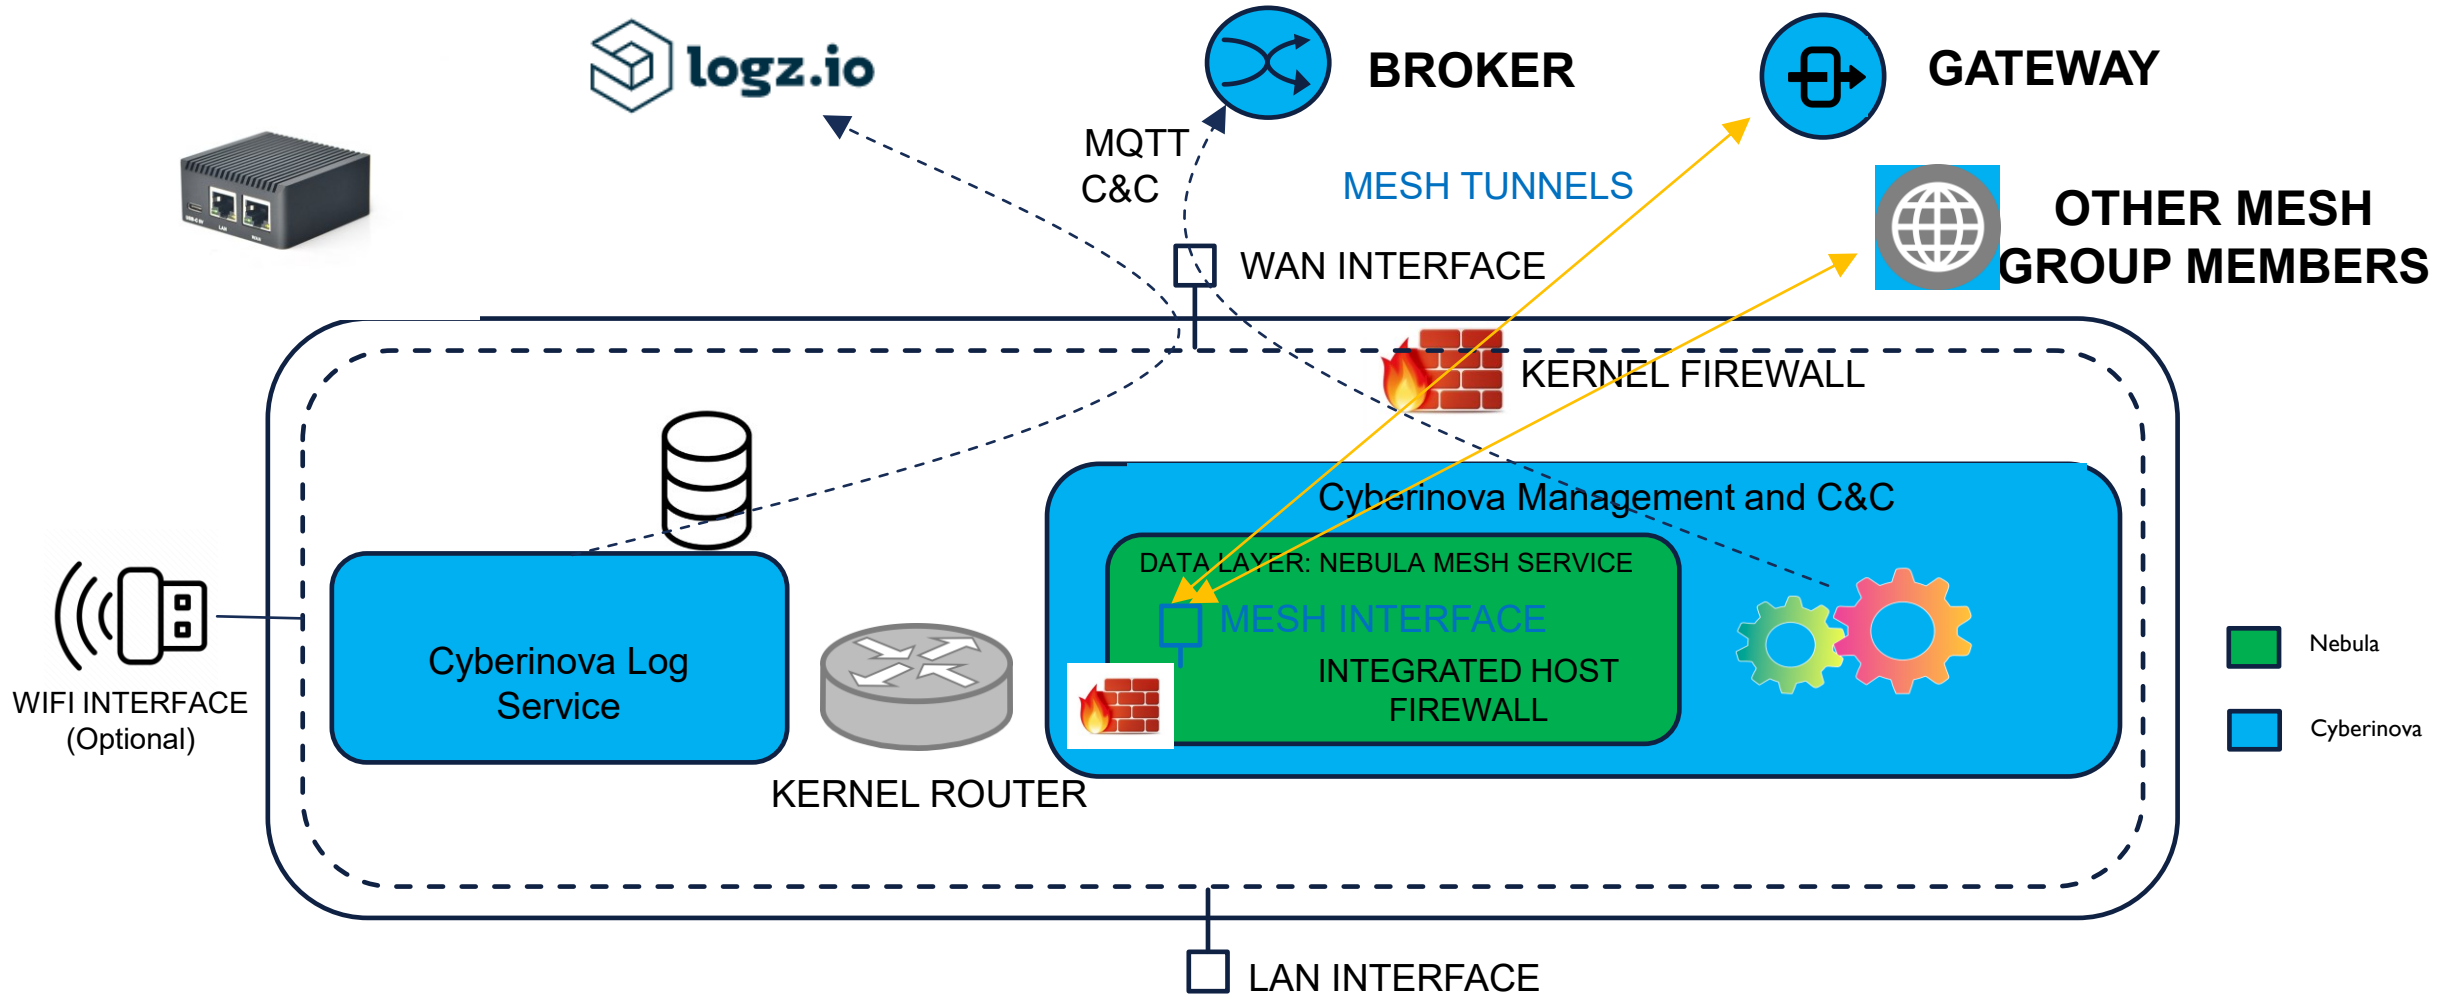 logz.io
BROKER
GATEWAY
MQTT
C&C
MESH TUNNELS
OTHER MESH
GROUP MEMBERS
WAN INTERFACE
KERNEL FIREWALL
Cyberinova Management and C&C
DATA LAYER: NEBULA MESH SERVICE
MESH INTERFACE
INTEGRATED HOST
FIREWALL
Cyberinova Log
Service
WIFI INTERFACE
(Optional)
KERNEL ROUTER
LAN INTERFACE
Nebula
Cyberinova
LAN